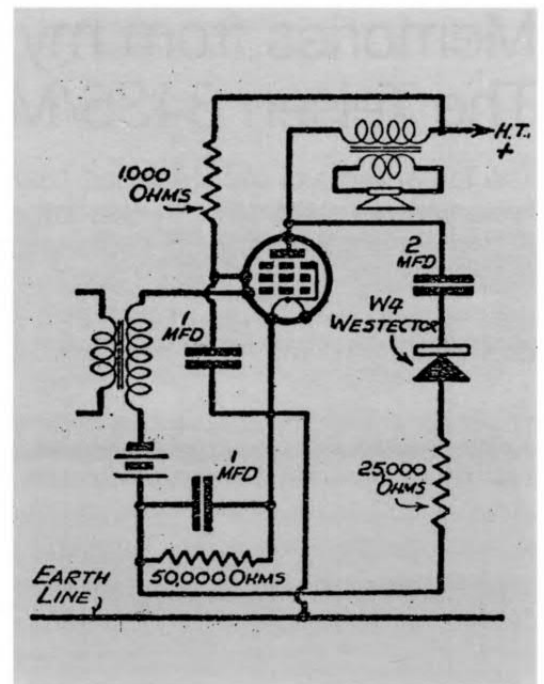 H.T.
+
1,000
OHMS
2
MFD
W4
WESTECTOR
1
MFD
1
MFD
25,000
OHMS
50,000 OHMS
EARTH
LINE